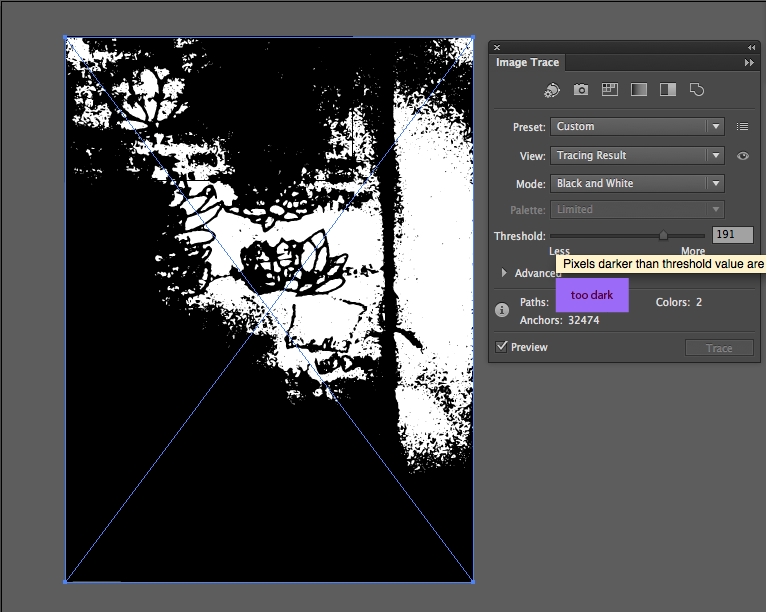 Image Trace
Preset: Custom
View: Tracing Result
Mode: Black and White
Palette: Limited
Threshold: 191
Less More
Pixels darker than threshold value are
Advanced
too dark
Paths: Colors: 2
Anchors: 32474
Preview Trace